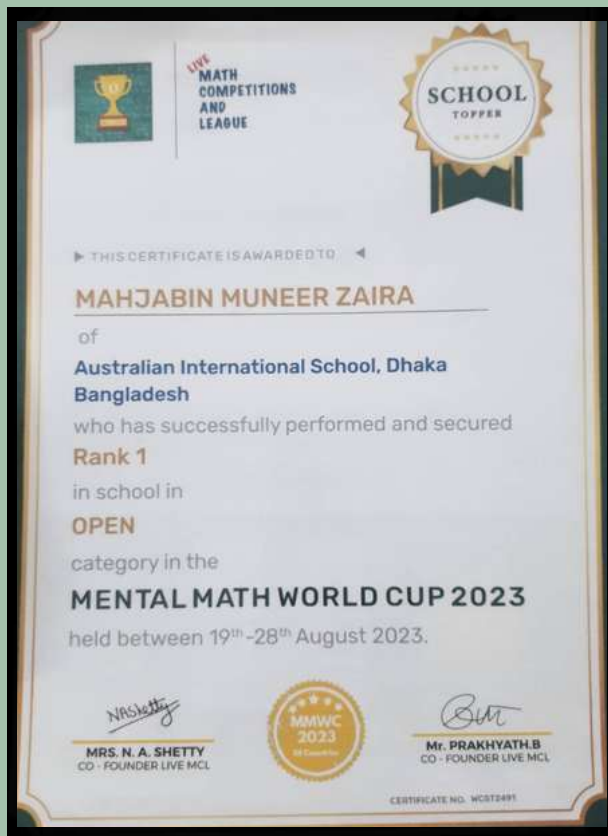 LIVE
MATH
COMPETITIONS
AND
LEAGUE
SCHOOL
TOPPER
THIS CERTIFICATE IS AWARDED TO
MAHJABIN MUNEER ZAIRA
of
Australian International School, Dhaka
Bangladesh
who has successfully performed and secured
Rank 1
in school in
OPEN
category in the
MENTAL MATH WORLD CUP 2023
held between 19th-28th August 2023.
NAShetty
MMWC
2023
MRS. N. A. SHETTY
CO - FOUNDER LIVE MCL
Mr. PRAKHYATH.B
CO - FOUNDER LIVE MCL
CERTIFICATE NO. WCST2491